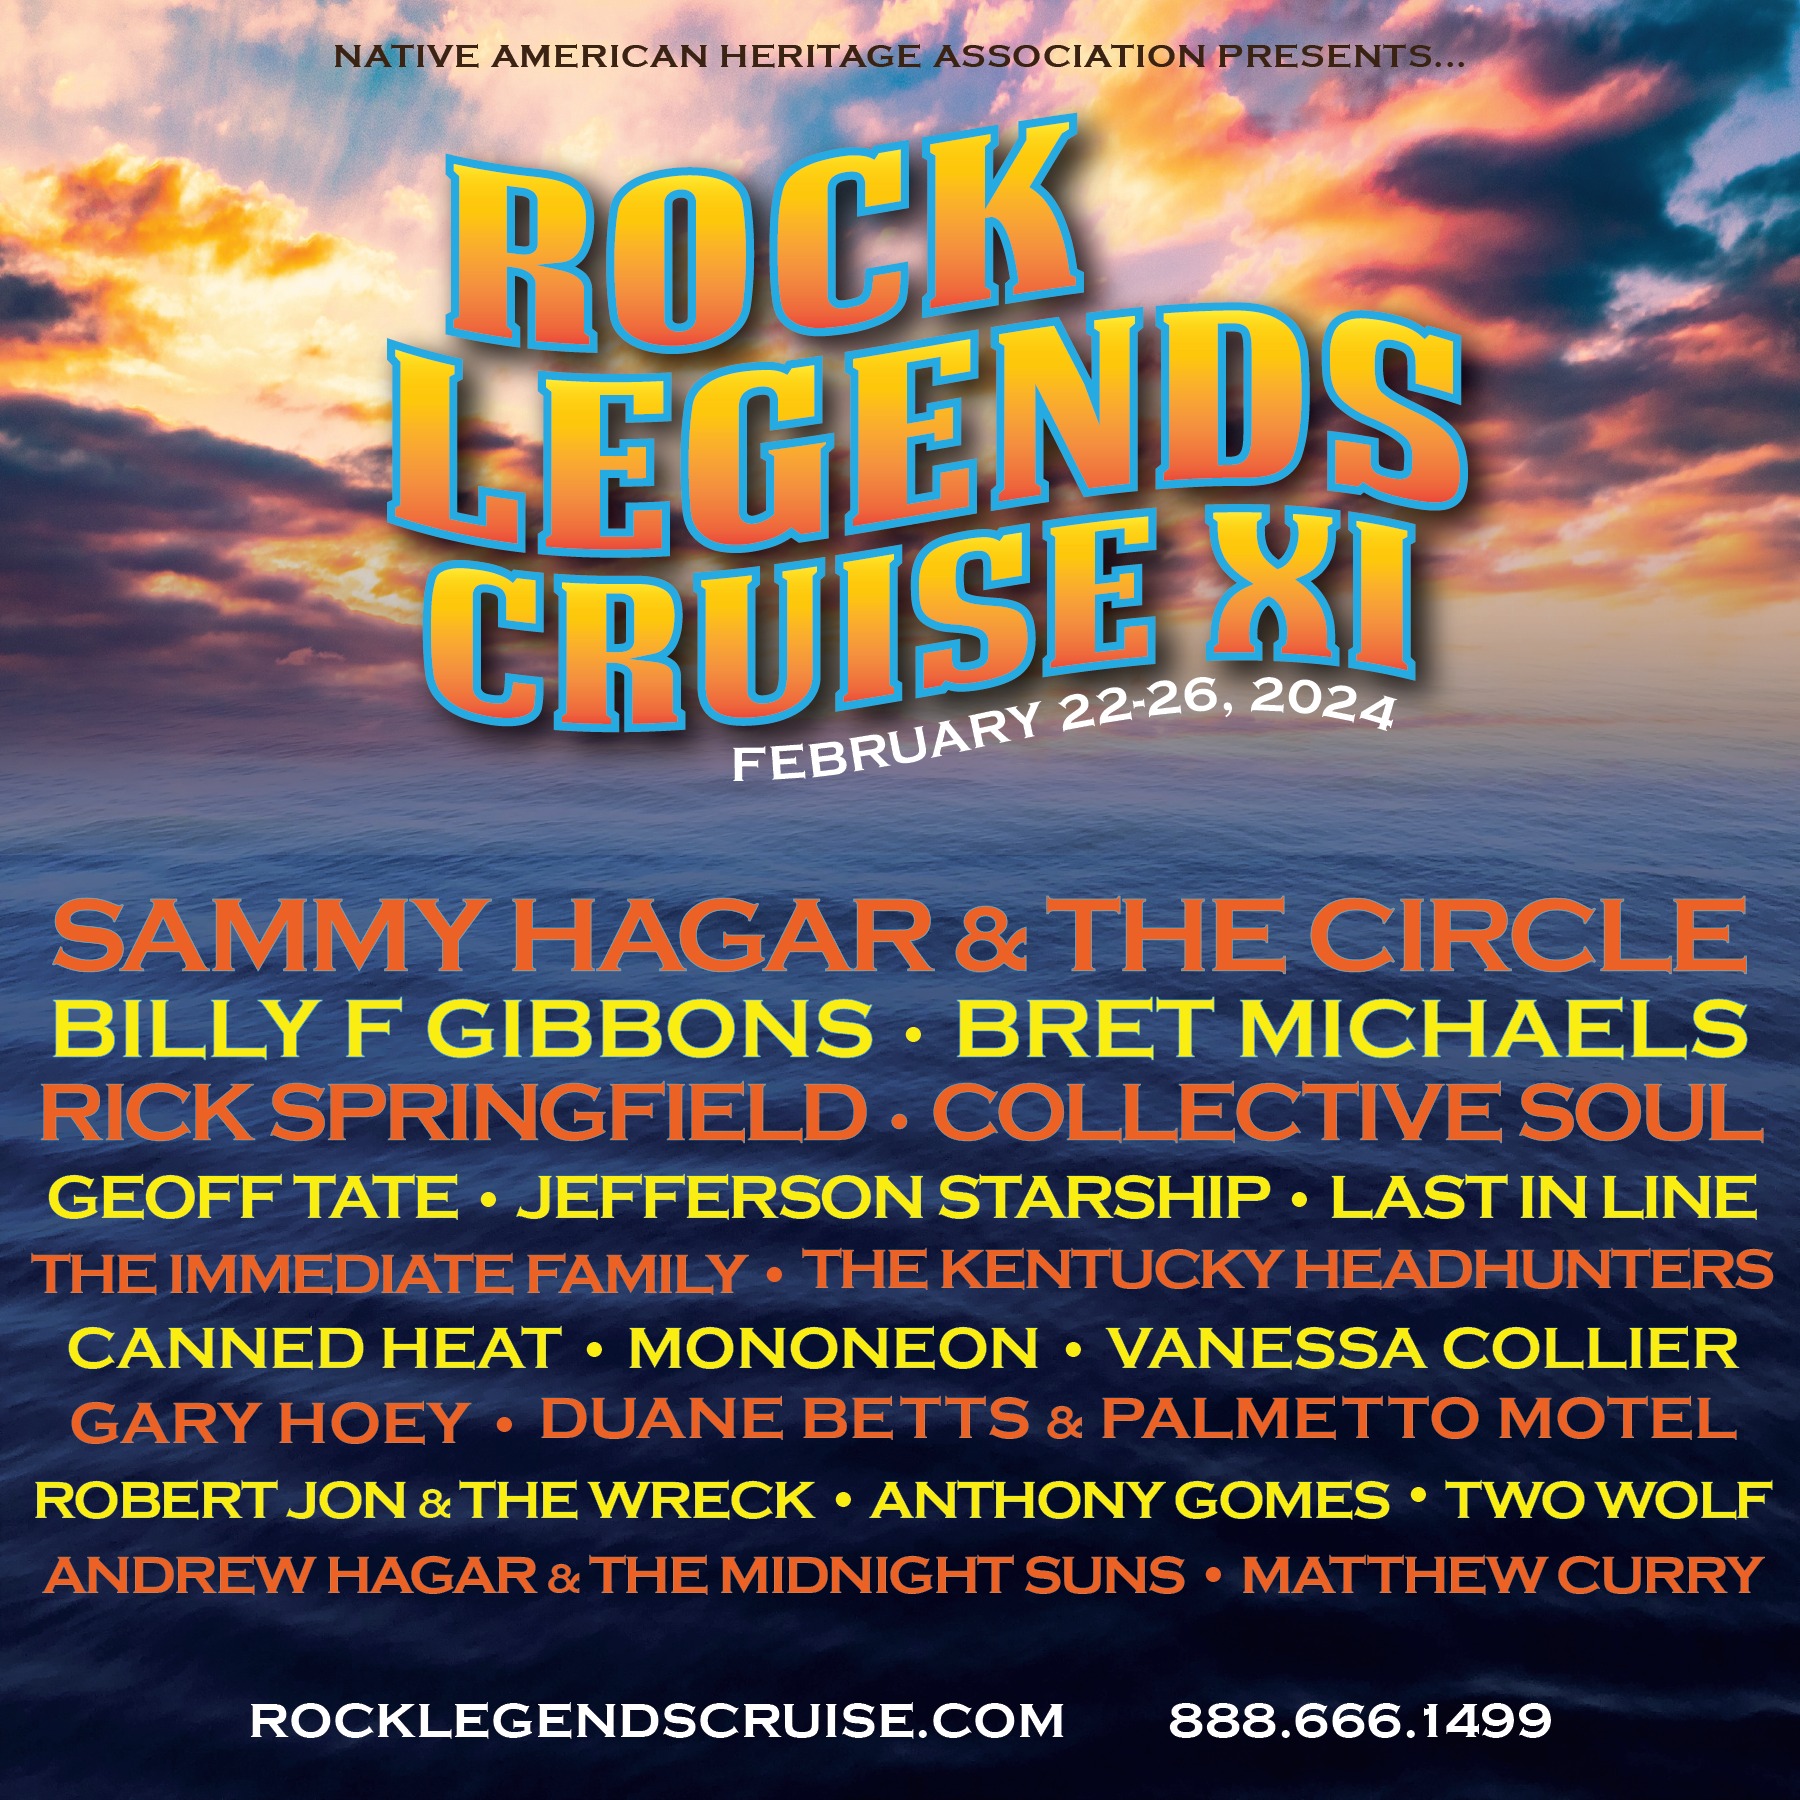 NATIVE AMERICAN HERITAGE ASSOCIATION PRESENTS...
ROCK
LEGENDS
CRUISE XI
FEBRUARY 22-26, 2024
SAMMY HAGAR & THE CIRCLE
BILLY F GIBBONS • BRET MICHAELS
RICK SPRINGFIELD • COLLECTIVE SOUL
GEOFF TATE • JEFFERSON STARSHIP • LAST IN LINE
THE IMMEDIATE FAMILY • THE KENTUCKY HEADHUNTERS
CANNED HEAT • MONONEON • VANESSA COLLIER
GARY HOEY • DUANE BETTS & PALMETTO MOTEL
ROBERT JON & THE WRECK • ANTHONY GOMES • TWO WOLF
ANDREW HAGAR & THE MIDNIGHT SUNS • MATTHEW CURRY
ROCKLEGENDSCRUISE.COM 888.666.1499